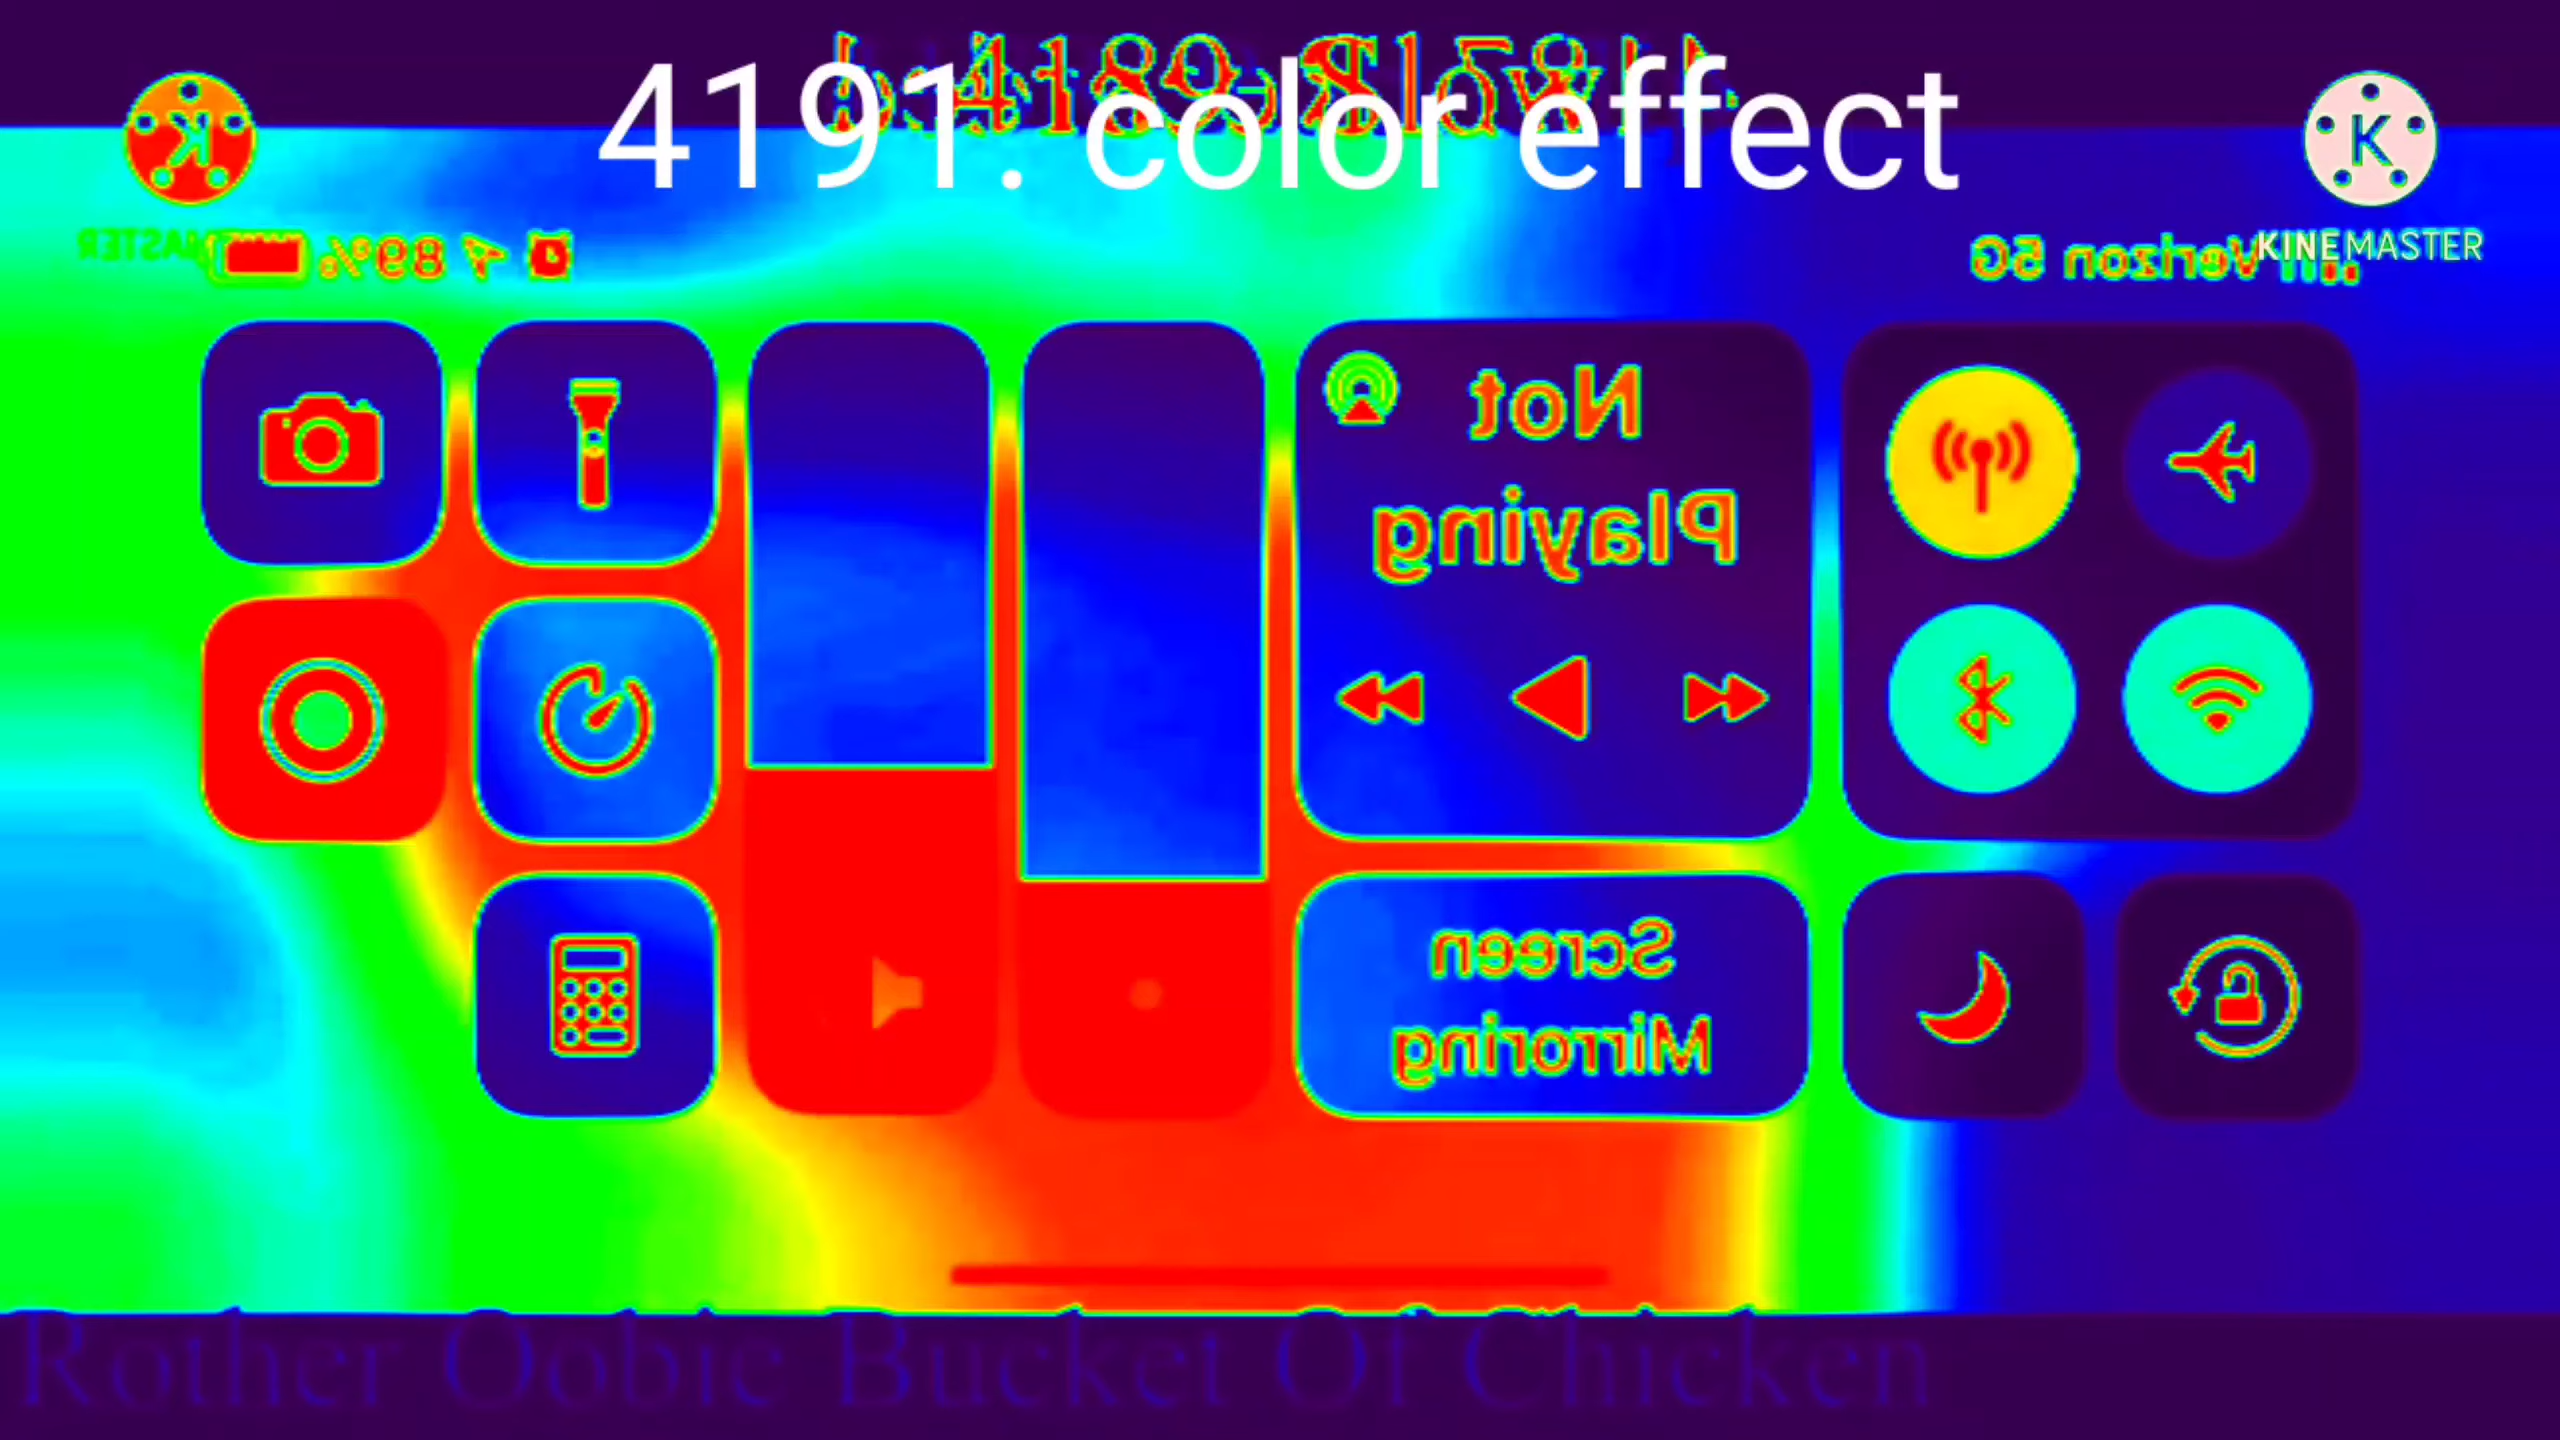 4191. color effect
KINEMASTER
89%
Verizon 5G
Not
Playing
Screen
Mirroring
Rother Oobie Bucket Of Chicken